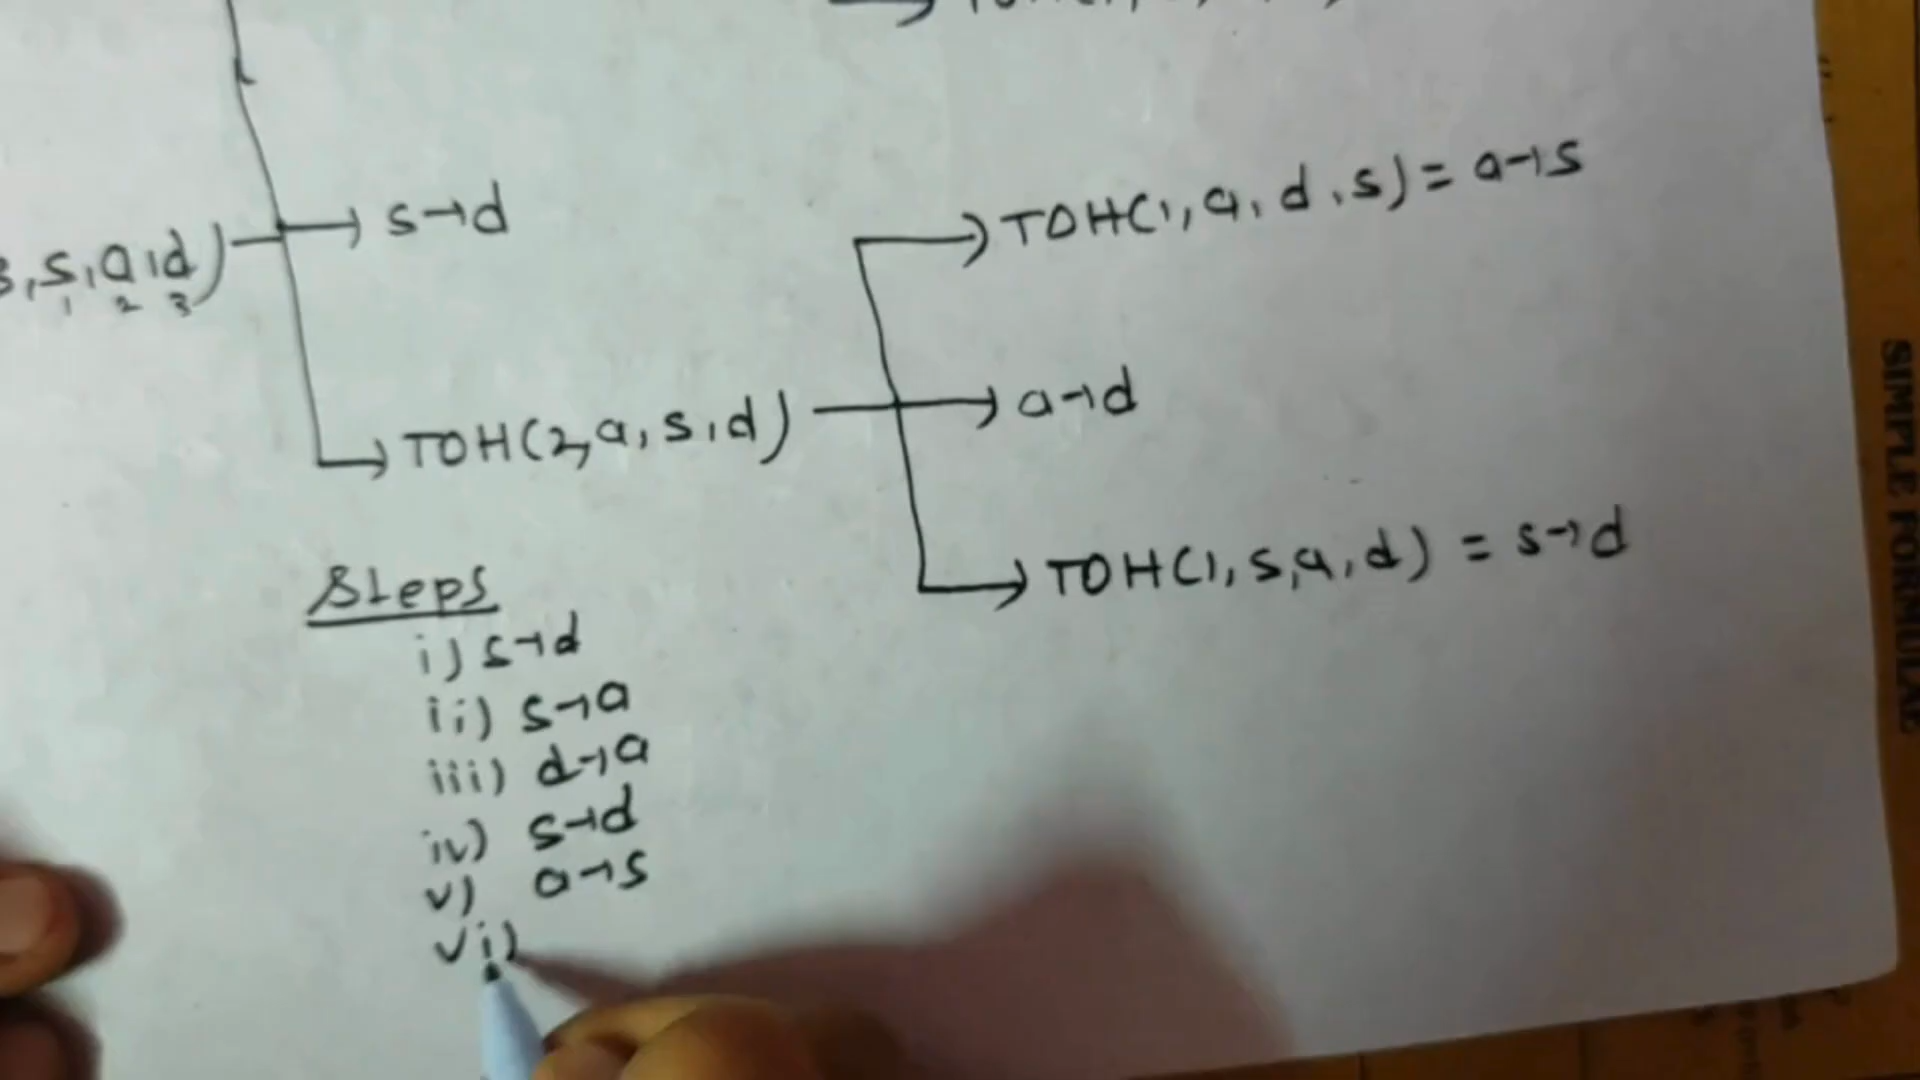 s→d
3,s,a,d)
1 2 3
TOH(2,a,s,d)
TOH(1,a,d,s)=a→s
a→d
TOH(1,s,a,d) = s→d
Steps
i) s→d
ii) s→a
iii) d→a
iv) s→d
v) a→s
vi)
SIMPLE FORMULAE